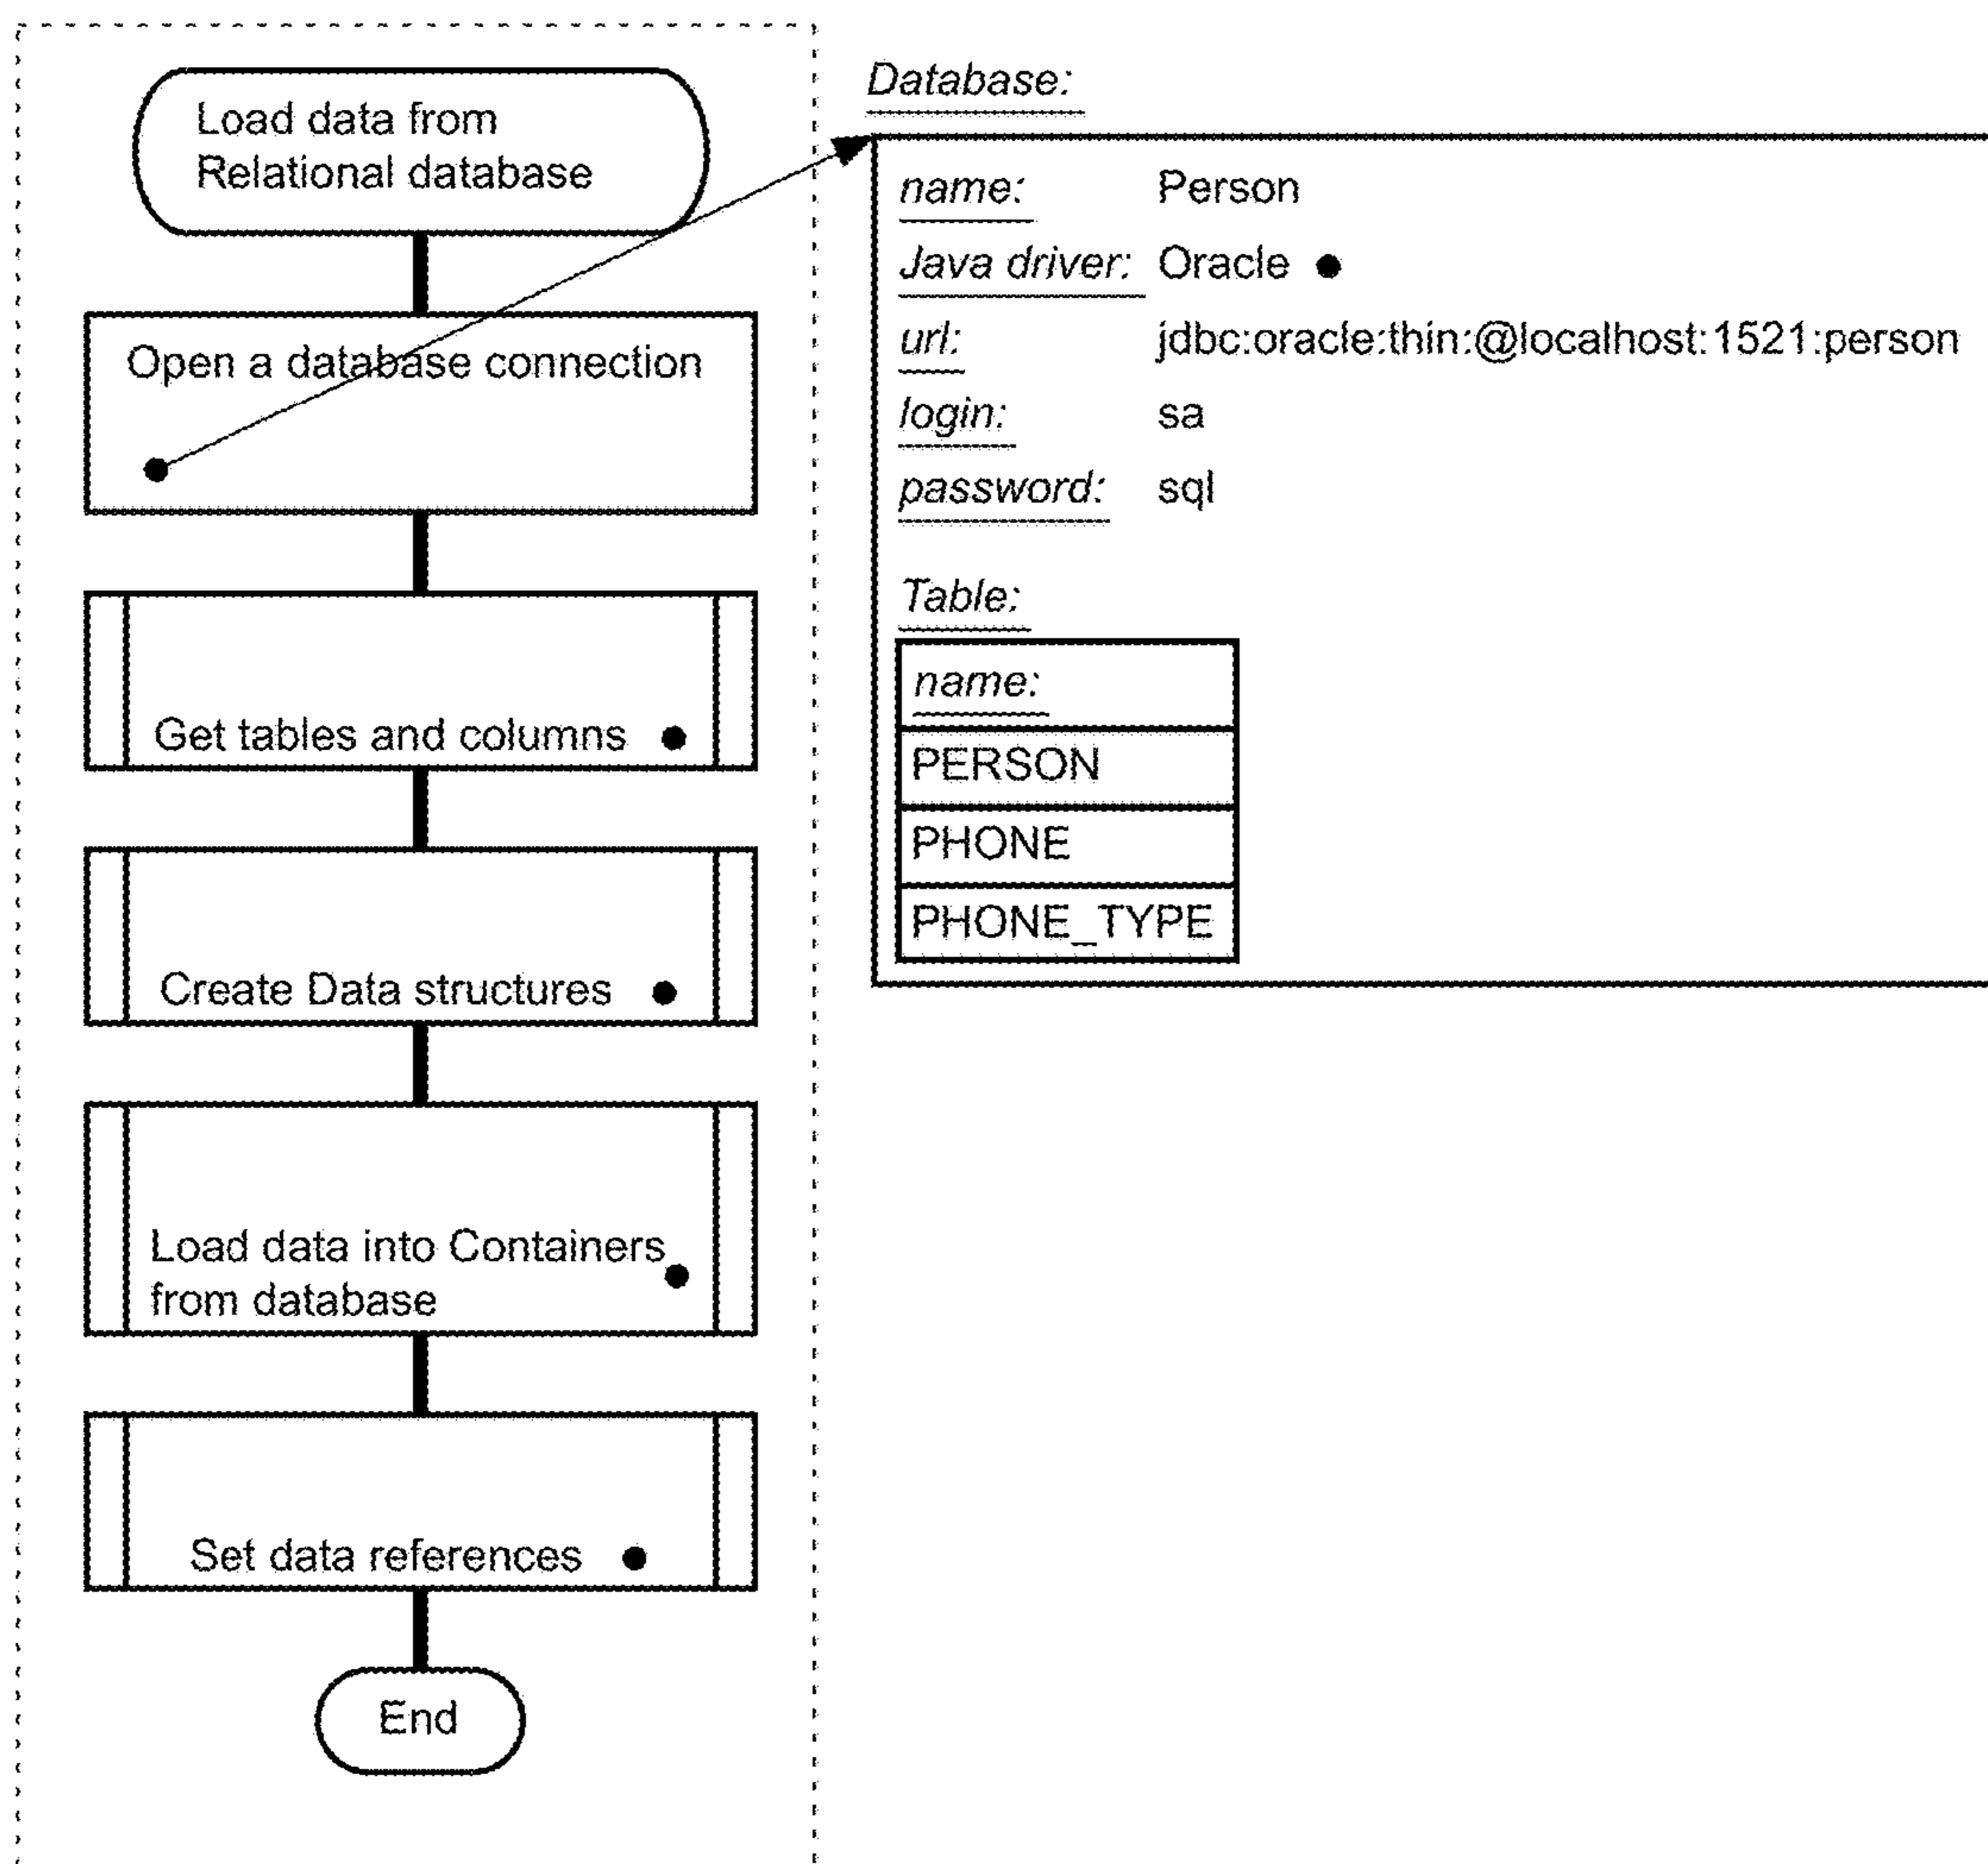 Load data from
Relational database
Open a database connection
Get tables and columns
Create Data structures
Load data into Containers
from database
Set data references
End
Database:
name: Person
Java driver: Oracle
url: jdbc:oracle:thin:@localhost:1521:person
login: sa
password: sql
Table:
name:
PERSON
PHONE
PHONE_TYPE